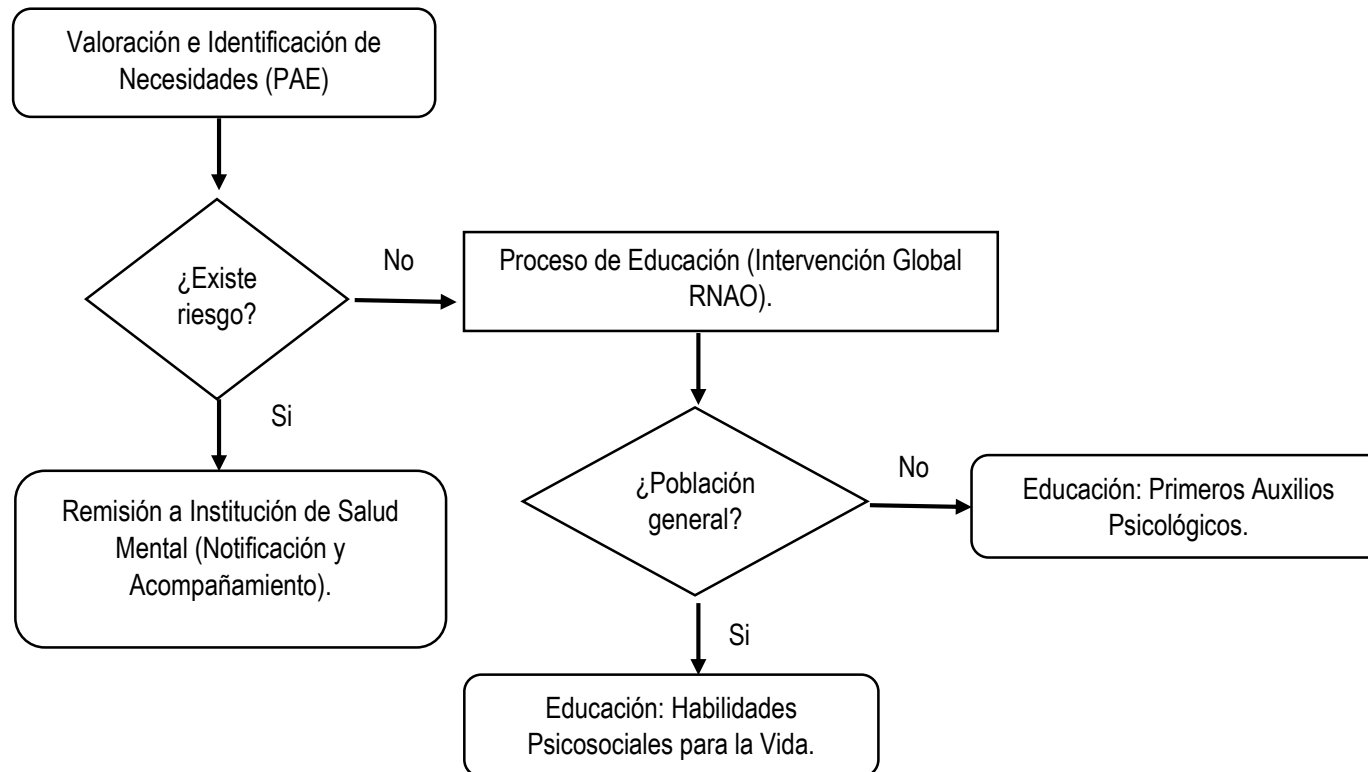 Valoración e Identificación de
Necesidades (PAE)
¿Existe
riesgo?
No
Proceso de Educación (Intervención Global
RNAO).
Si
Remisión a Institución de Salud
Mental (Notificación y
Acompañamiento).
¿Población
general?
No
Educación: Primeros Auxilios
Psicológicos.
Si
Educación: Habilidades
Psicosociales para la Vida.